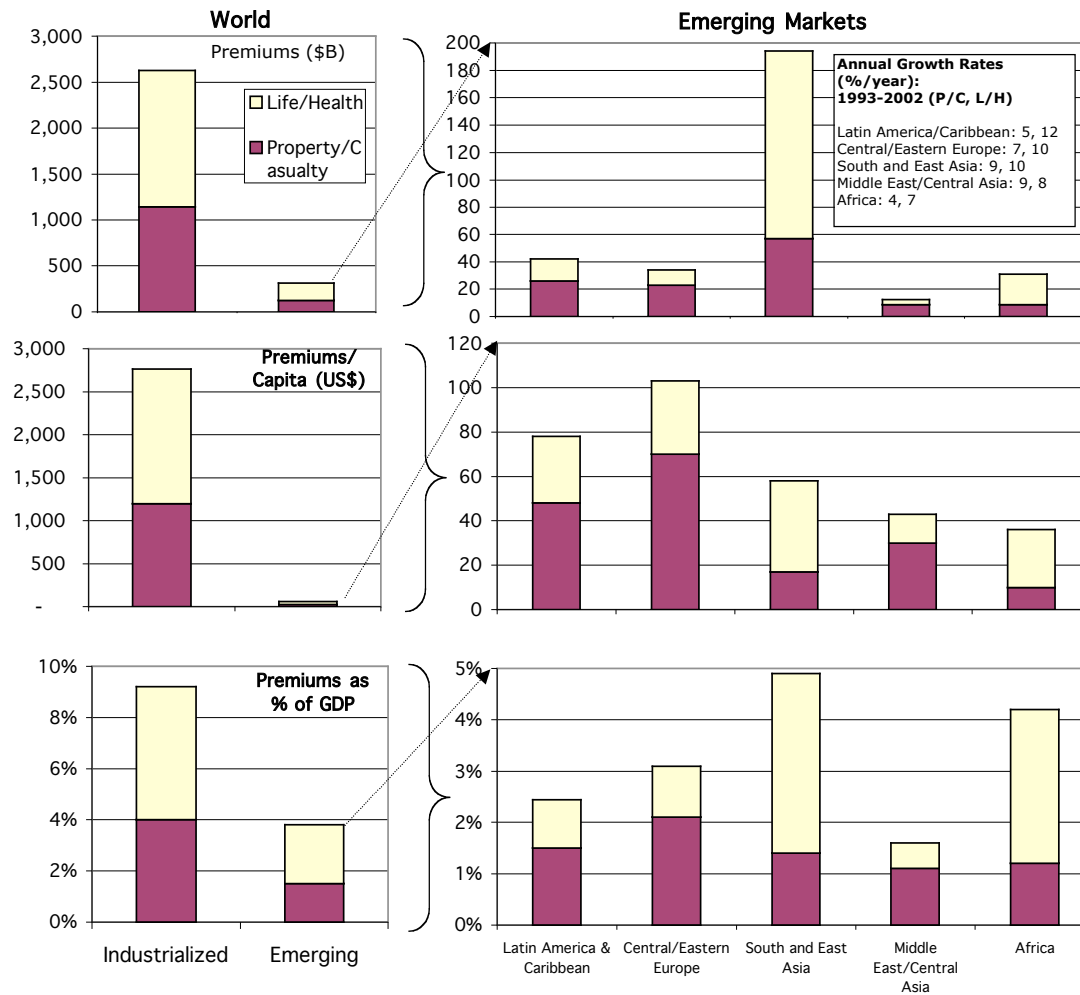 World
Emerging Markets
3,000
2,500
2,000
1,500
1,000
500
0
Premiums ($B)
Life/Health
Property/C
asualty
200
180
160
140
120
100
80
60
40
20
0
Annual Growth Rates
(%/year):
1993-2002 (P/C, L/H)
Latin America/Caribbean: 5, 12
Central/Eastern Europe: 7, 10
South and East Asia: 9, 10
Middle East/Central Asia: 9, 8
Africa: 4, 7
3,000
2,500
2,000
1,500
1,000
500
-
Premiums/
Capita (US$)
120
100
80
60
40
20
0
10%
8%
6%
4%
2%
0%
Premiums as
% of GDP
Industrialized
Emerging
5%
4%
3%
2%
1%
0%
Latin America &
Caribbean
Central/Eastern
Europe
South and East
Asia
Middle
East/Central
Asia
Africa